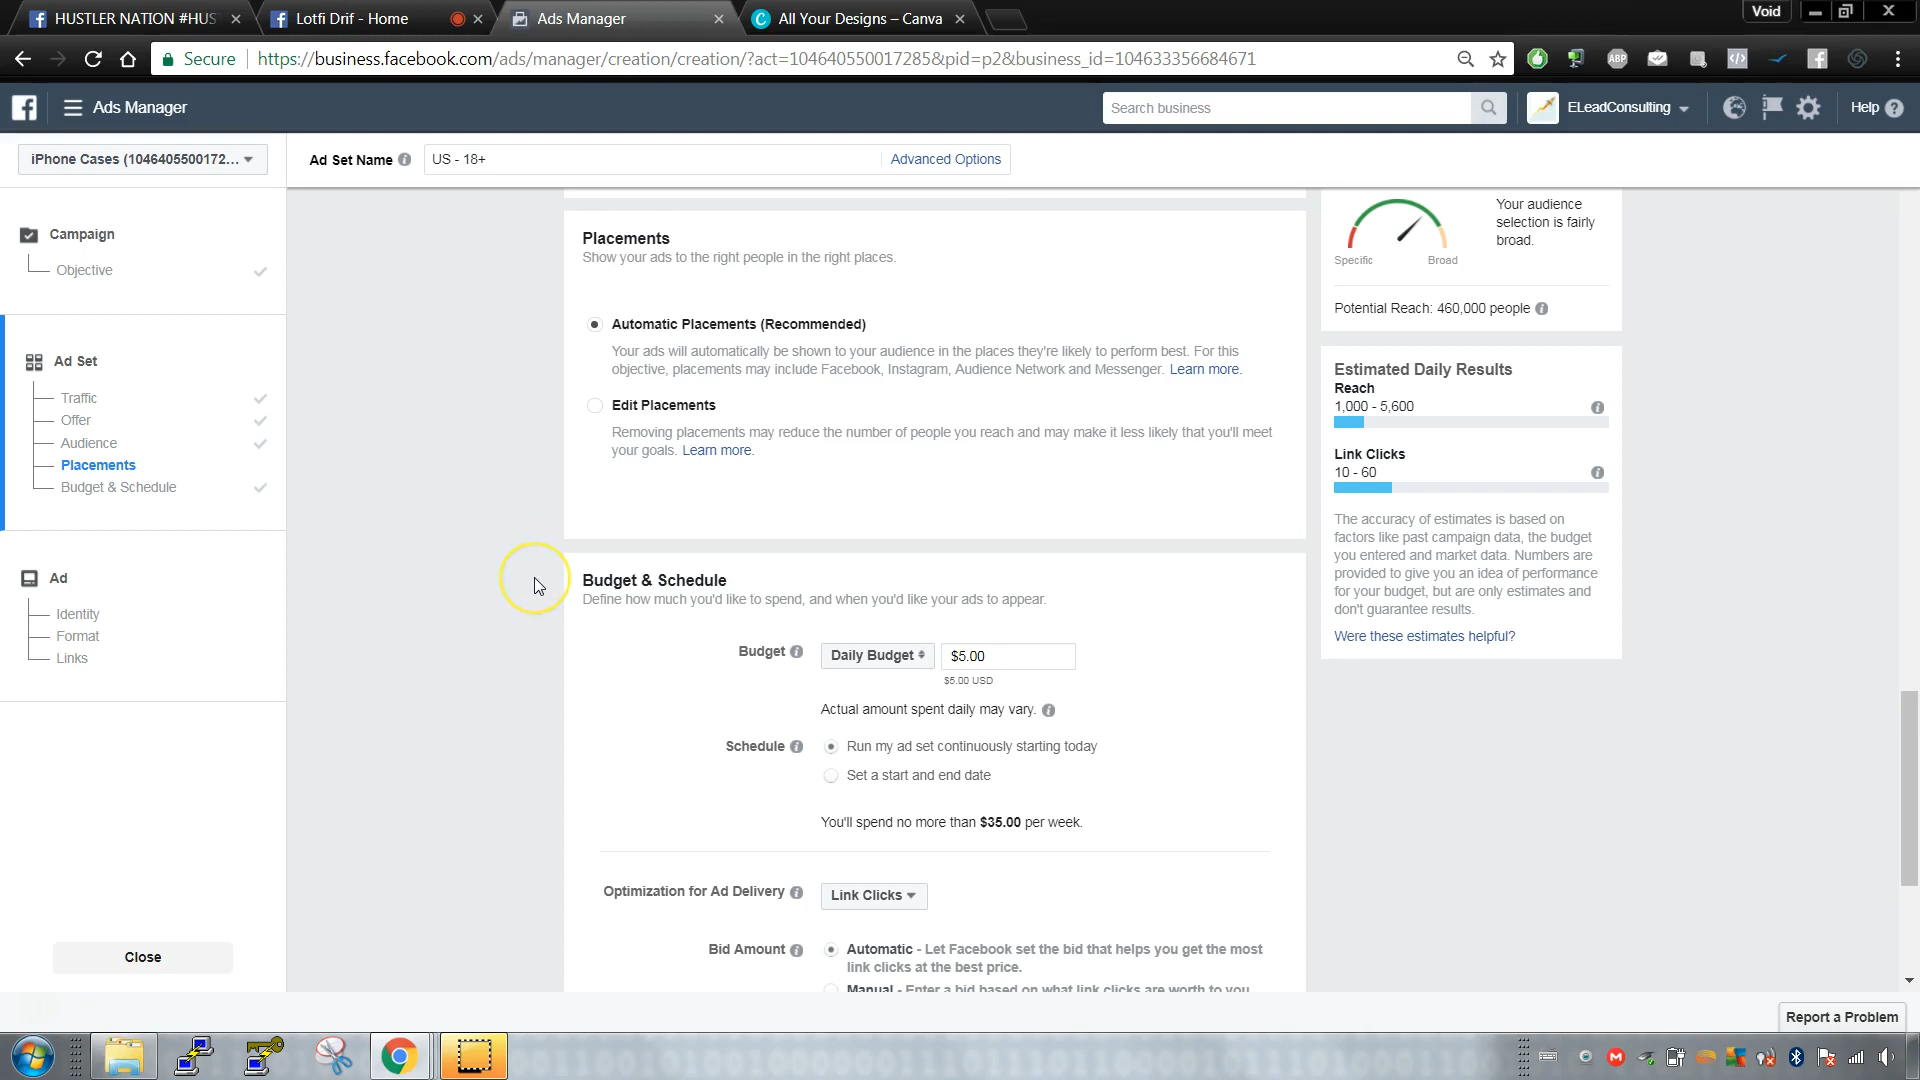 HUSTLER NATION #HUS
Lotfi Drif - Home
Ads Manager
All Your Designs – Canva
Void
Secure
https://business.facebook.com/ads/manager/creation/creation/?act=104640550017285&pid=p2&business_id=104633356684671
ABP
Ads Manager
Search business
ELeadConsulting
Help
iPhone Cases (1046405500172...
Ad Set Name
US - 18+
Advanced Options
Campaign
Objective
Ad Set
Traffic
Offer
Audience
Placements
Budget & Schedule
Ad
Identity
Format
Links
Close
Placements
Show your ads to the right people in the right places.
Automatic Placements (Recommended)
Your ads will automatically be shown to your audience in the places they're likely to perform best. For this
objective, placements may include Facebook, Instagram, Audience Network and Messenger. Learn more.
Edit Placements
Removing placements may reduce the number of people you reach and may make it less likely that you'll meet
your goals. Learn more.
Budget & Schedule
Define how much you'd like to spend, and when you'd like your ads to appear.
Budget
Daily Budget
$5.00
$5.00 USD
Actual amount spent daily may vary.
Schedule
Run my ad set continuously starting today
Set a start and end date
You'll spend no more than $35.00 per week.
Optimization for Ad Delivery
Link Clicks
Bid Amount
Automatic - Let Facebook set the bid that helps you get the most
link clicks at the best price.
Manual - Enter a bid based on what link clicks are worth to you
Your audience
selection is fairly
broad.
Specific
Broad
Potential Reach: 460,000 people
Estimated Daily Results
Reach
1,000 - 5,600
Link Clicks
10 - 60
The accuracy of estimates is based on
factors like past campaign data, the budget
you entered and market data. Numbers are
provided to give you an idea of performance
for your budget, but are only estimates and
don't guarantee results.
Were these estimates helpful?
Report a Problem